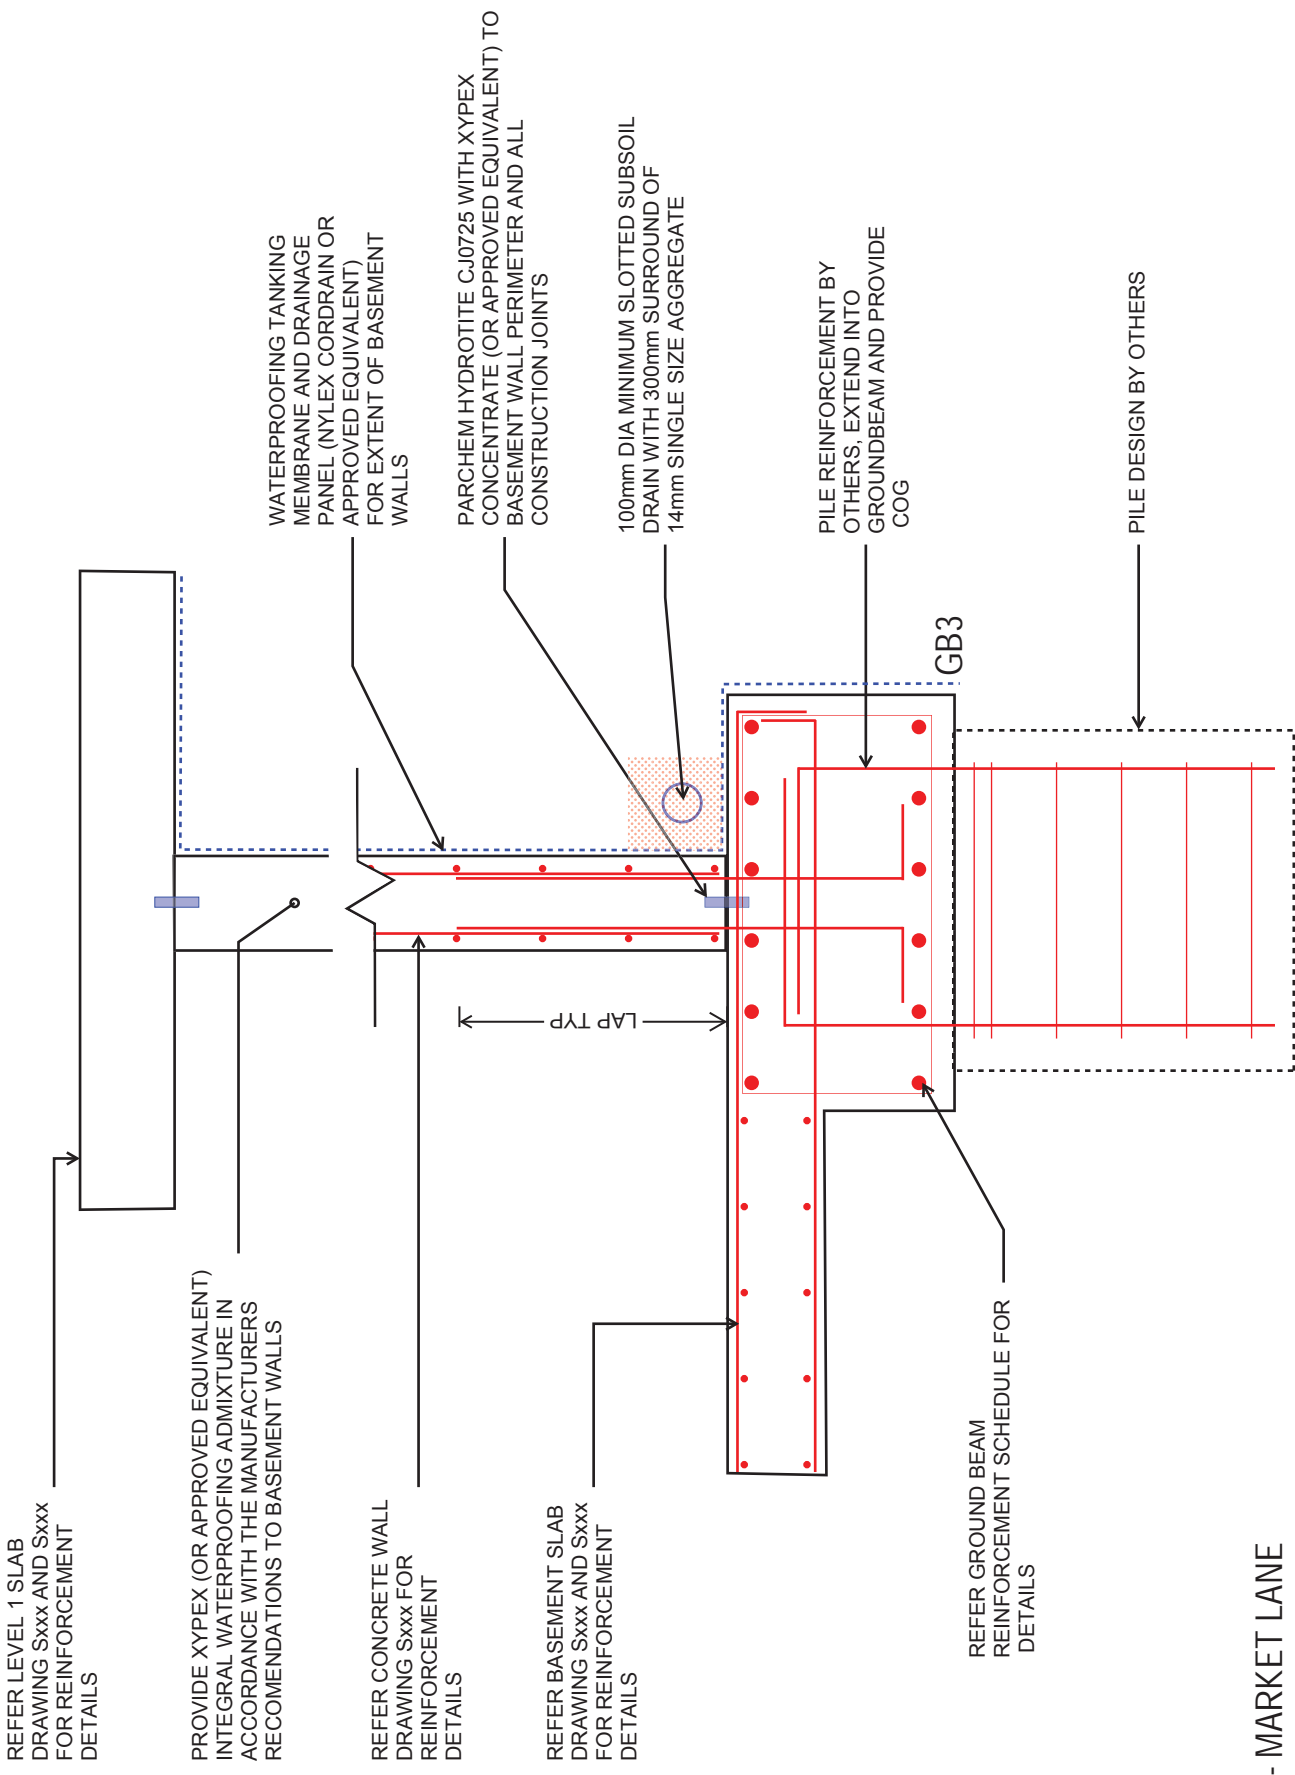 REFER LEVEL 1 SLAB
DRAWING Sxxx AND Sxxx
FOR REINFORCEMENT
DETAILS
PROVIDE XYPEX (OR APPROVED EQUIVALENT)
INTEGRAL WATERPROOFING ADMIXTURE IN
ACCORDANCE WITH THE MANUFACTURERS
RECOMENDATIONS TO BASEMENT WALLS
REFER CONCRETE WALL
DRAWING Sxxx FOR
REINFORCEMENT
DETAILS
REFER BASEMENT SLAB
DRAWING Sxxx AND Sxxx
FOR REINFORCEMENT
DETAILS
REFER GROUND BEAM
REINFORCEMENT SCHEDULE FOR
DETAILS
LAP TYP
WATERPROOFING TANKING
MEMBRANE AND DRAINAGE
PANEL (NYLEX CORDRAIN OR
APPROVED EQUIVALENT)
FOR EXTENT OF BASEMENT
WALLS
PARCHEM HYDROTITE CJ0725 WITH XYPEX
CONCENTRATE (OR APPROVED EQUIVALENT) TO
BASEMENT WALL PERIMETER AND ALL
CONSTRUCTION JOINTS
100mm DIA MINIMUM SLOTTED SUBSOIL
DRAIN WITH 300mm SURROUND OF
14mm SINGLE SIZE AGGREGATE
PILE REINFORCEMENT BY
OTHERS, EXTEND INTO
GROUNDBEAM AND PROVIDE
COG
GB3
PILE DESIGN BY OTHERS
- MARKET LANE